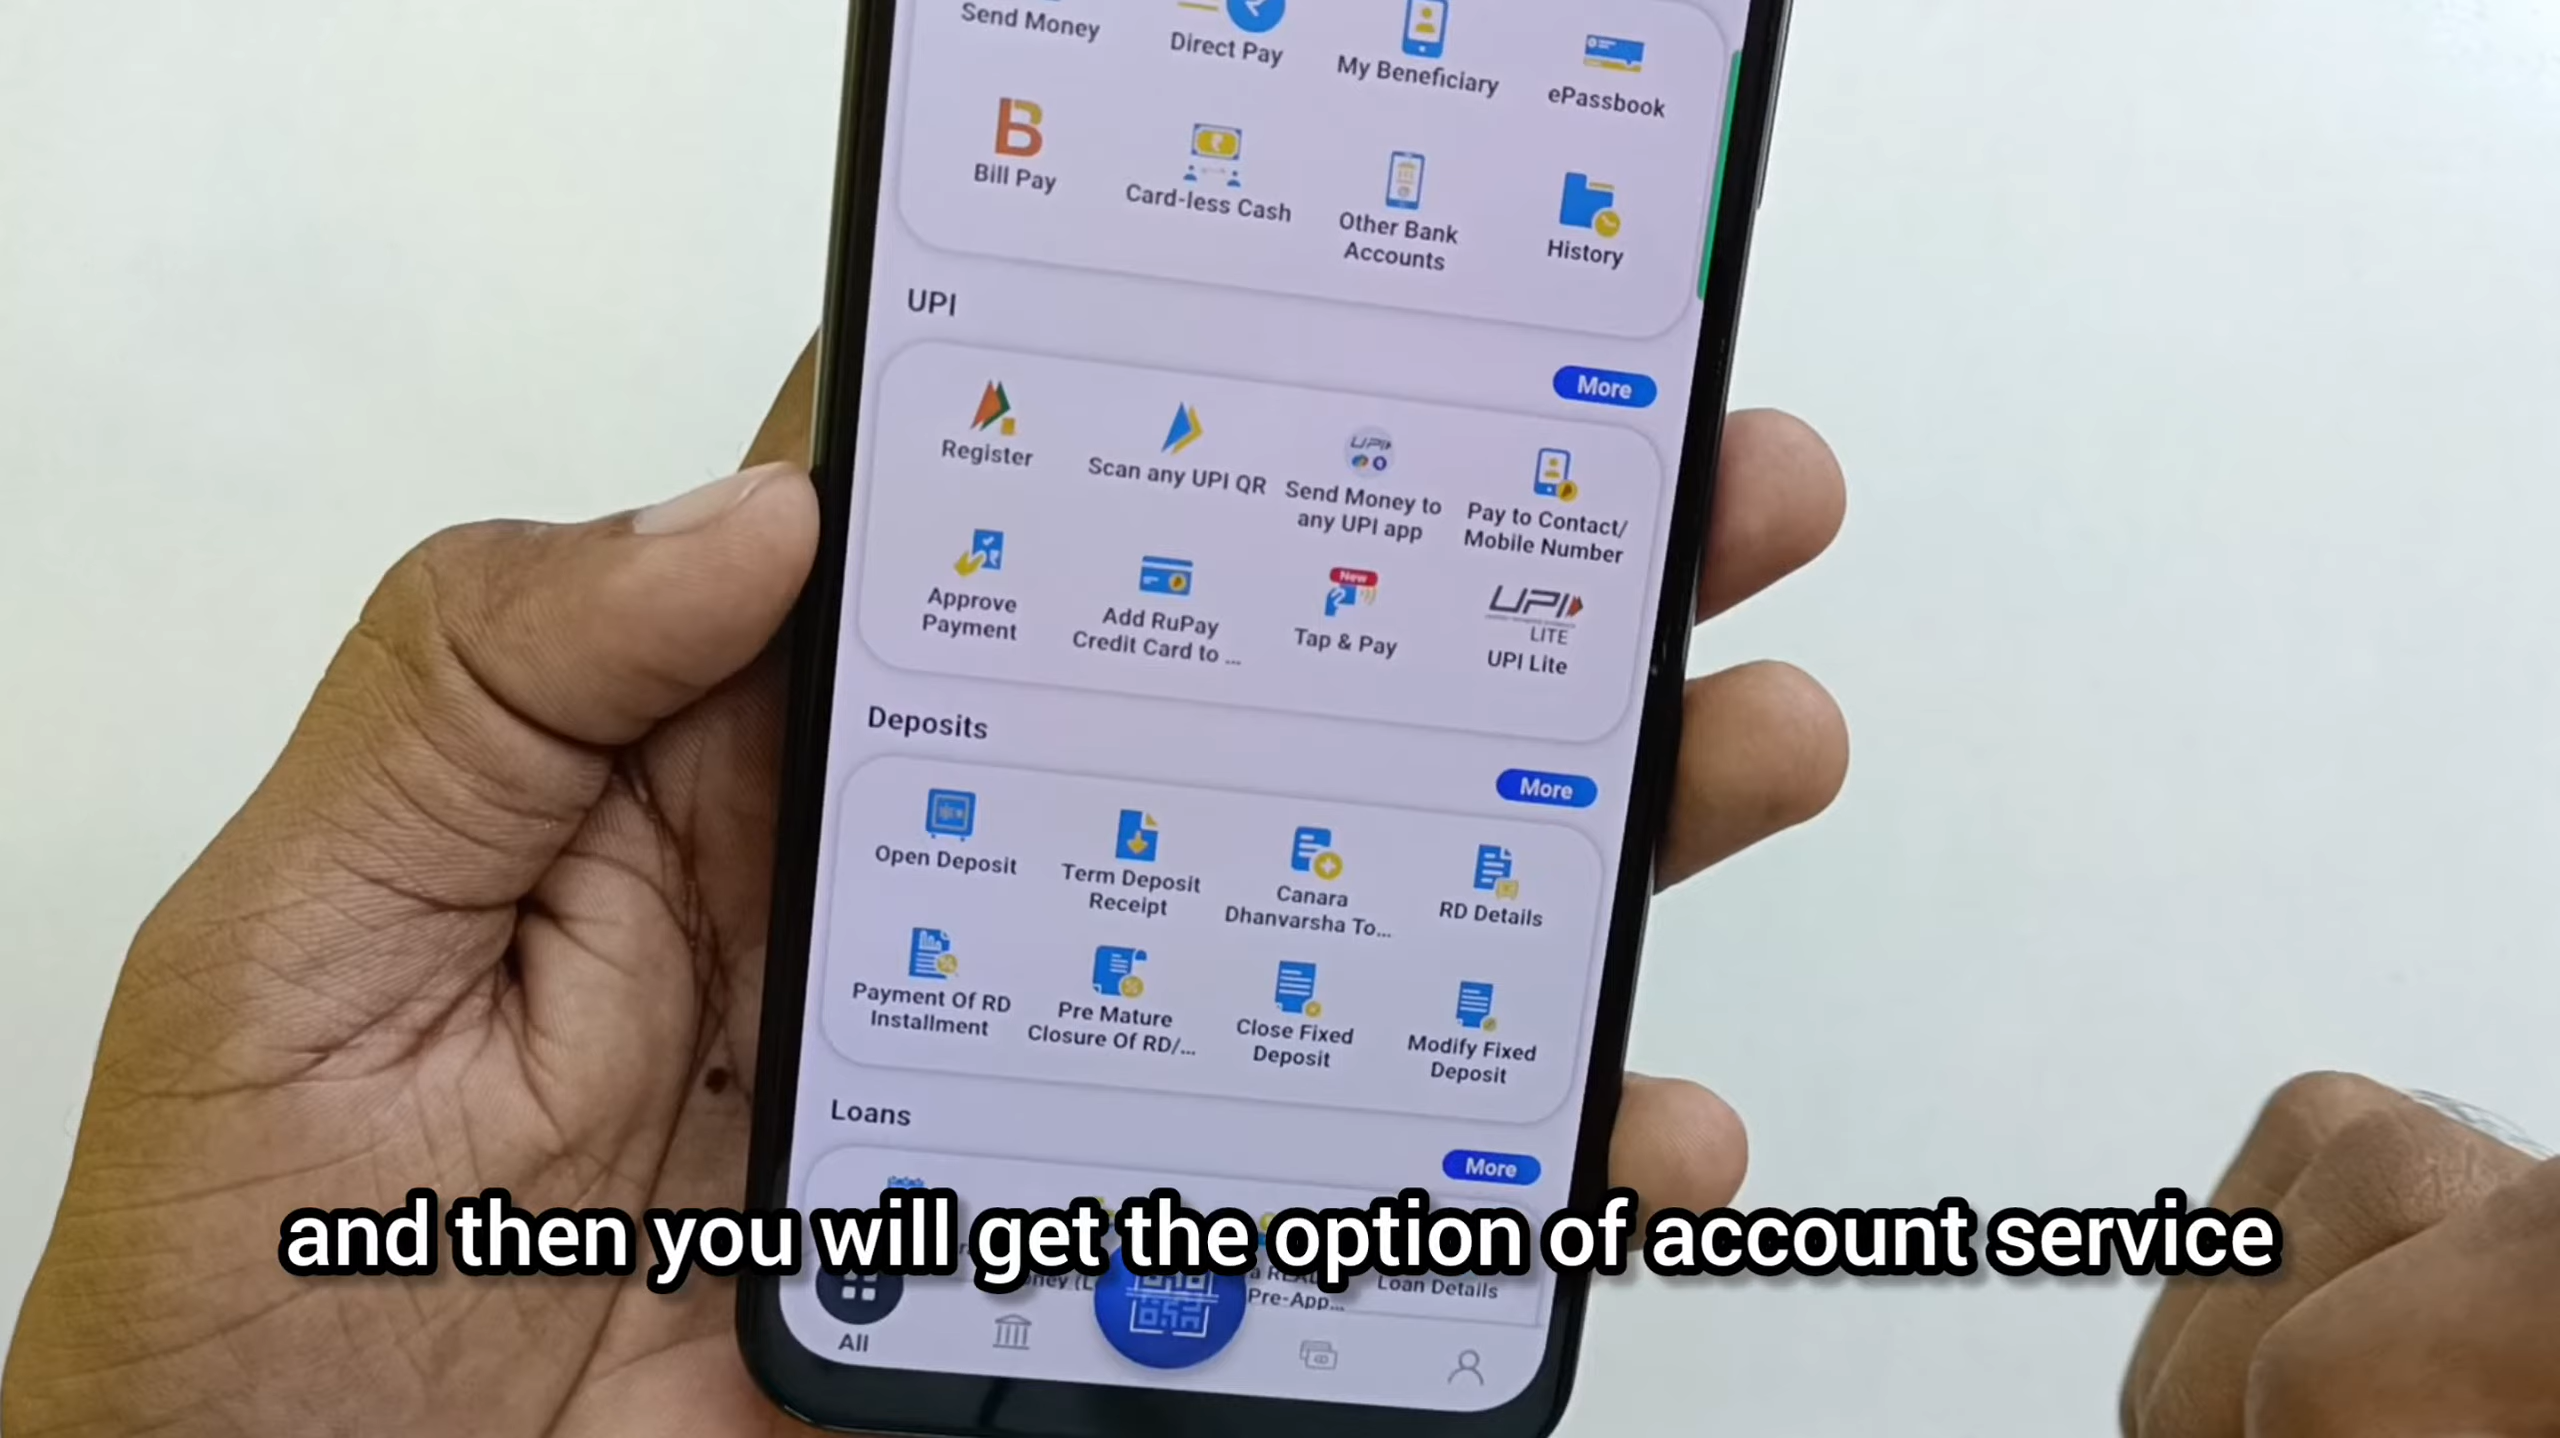 Send Money
Direct Pay
My Beneficiary
ePassbook
Bill Pay
Card-less Cash
Other Bank
Accounts
History
UPI
More
Register
Scan any UPI QR
UPI
Send Money to
any UPI app
Pay to Contact/
Mobile Number
Approve
Payment
Add RuPay
Credit Card to ...
New
Tap & Pay
UPI
LITE
UPI Lite
Deposits
More
Open Deposit
Term Deposit
Receipt
Canara
Dhanvarsha To...
RD Details
Payment Of RD
Installment
Pre Mature
Closure Of RD/...
Close Fixed
Deposit
Modify Fixed
Deposit
Loans
More
and then you will get the option of account service
Pre-App...
Loan Details
All